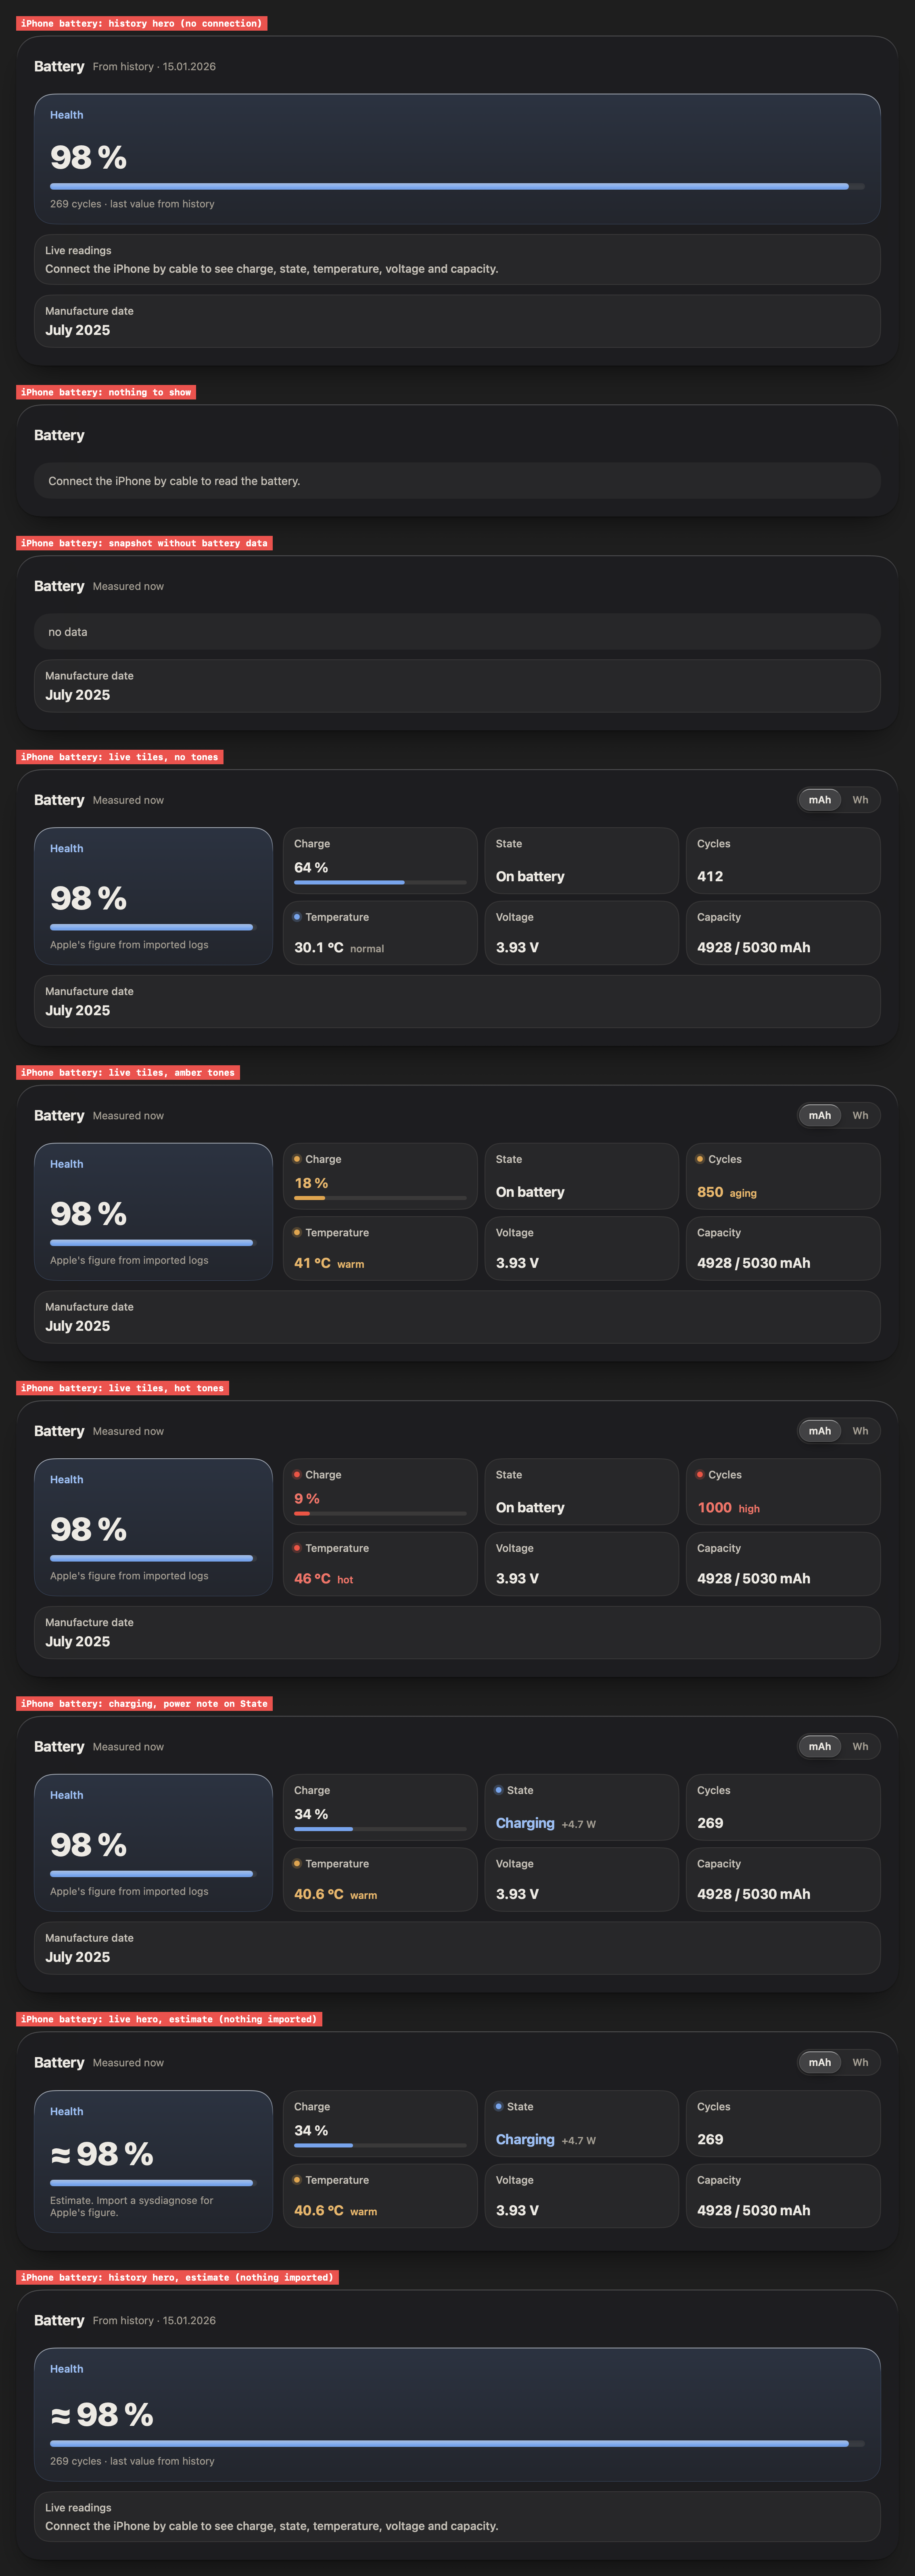 iPhone battery: history hero (no connection)
Battery From history · 15.01.2026
Health
98 %
269 cycles · last value from history
Live readings
Connect the iPhone by cable to see charge, state, temperature, voltage and capacity.
Manufacture date
July 2025
iPhone battery: nothing to show
Battery
Connect the iPhone by cable to read the battery.
iPhone battery: snapshot without battery data
Battery Measured now
no data
Manufacture date
July 2025
iPhone battery: live tiles, no tones
Battery Measured now mAh Wh
Health
98 %
Apple's figure from imported logs
Charge
64 %
State
On battery
Cycles
412
Temperature
30.1 °C normal
Voltage
3.93 V
Capacity
4928 / 5030 mAh
Manufacture date
July 2025
iPhone battery: live tiles, amber tones
Battery Measured now mAh Wh
Health
98 %
Apple's figure from imported logs
Charge
18 %
State
On battery
Cycles
850 aging
Temperature
41 °C warm
Voltage
3.93 V
Capacity
4928 / 5030 mAh
Manufacture date
July 2025
iPhone battery: live tiles, hot tones
Battery Measured now mAh Wh
Health
98 %
Apple's figure from imported logs
Charge
9 %
State
On battery
Cycles
1000 high
Temperature
46 °C hot
Voltage
3.93 V
Capacity
4928 / 5030 mAh
Manufacture date
July 2025
iPhone battery: charging, power note on State
Battery Measured now mAh Wh
Health
98 %
Apple's figure from imported logs
Charge
34 %
State
Charging +4.7 W
Cycles
269
Temperature
40.6 °C warm
Voltage
3.93 V
Capacity
4928 / 5030 mAh
Manufacture date
July 2025
iPhone battery: live hero, estimate (nothing imported)
Battery Measured now mAh Wh
Health
≈ 98 %
Estimate. Import a sysdiagnose for
Apple's figure.
Charge
34 %
State
Charging +4.7 W
Cycles
269
Temperature
40.6 °C warm
Voltage
3.93 V
Capacity
4928 / 5030 mAh
iPhone battery: history hero, estimate (nothing imported)
Battery From history · 15.01.2026
Health
≈ 98 %
269 cycles · last value from history
Live readings
Connect the iPhone by cable to see charge, state, temperature, voltage and capacity.